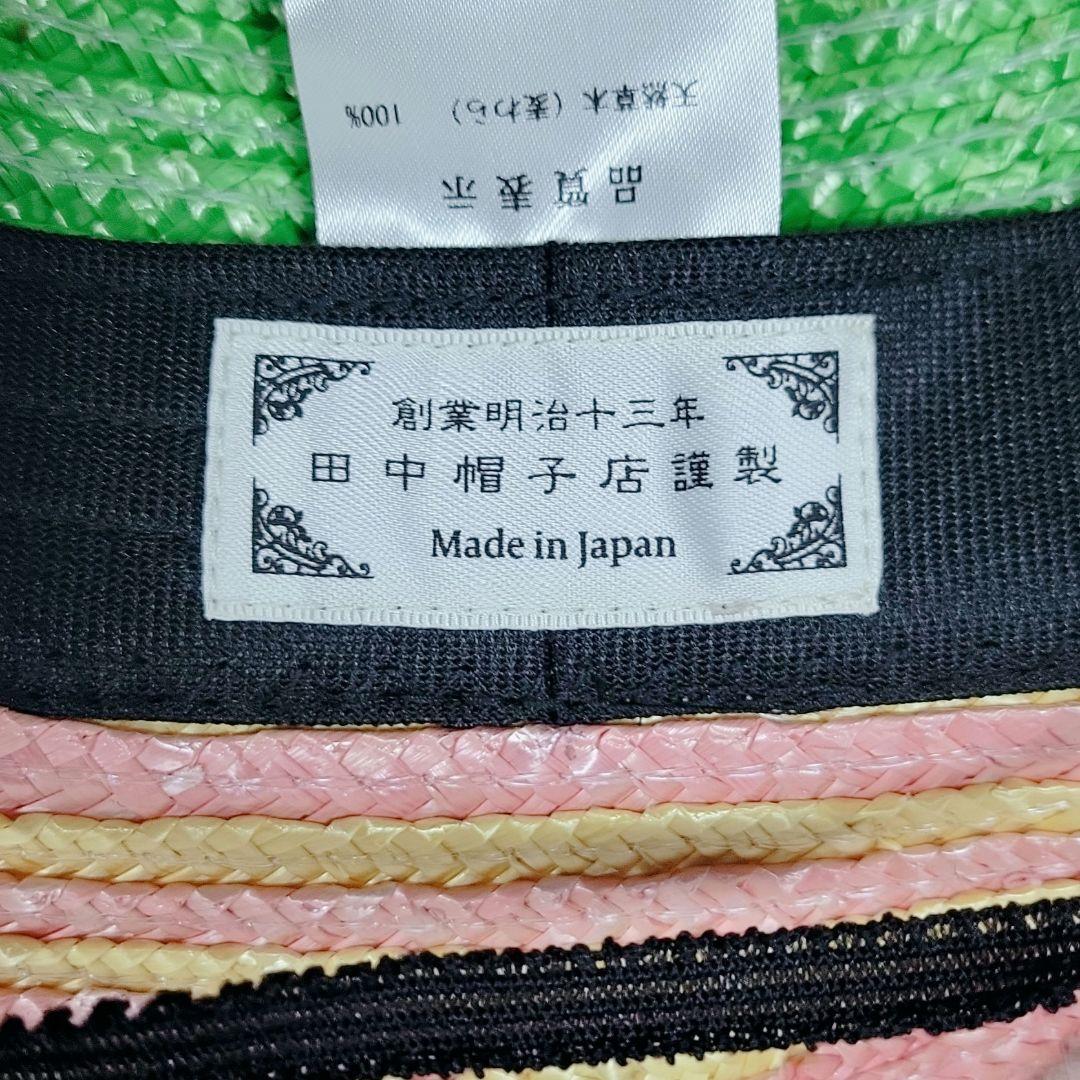 品質表示
天然草木（麦わら） 100%
創業明治十三年
田中帽子店謹製
Made in Japan